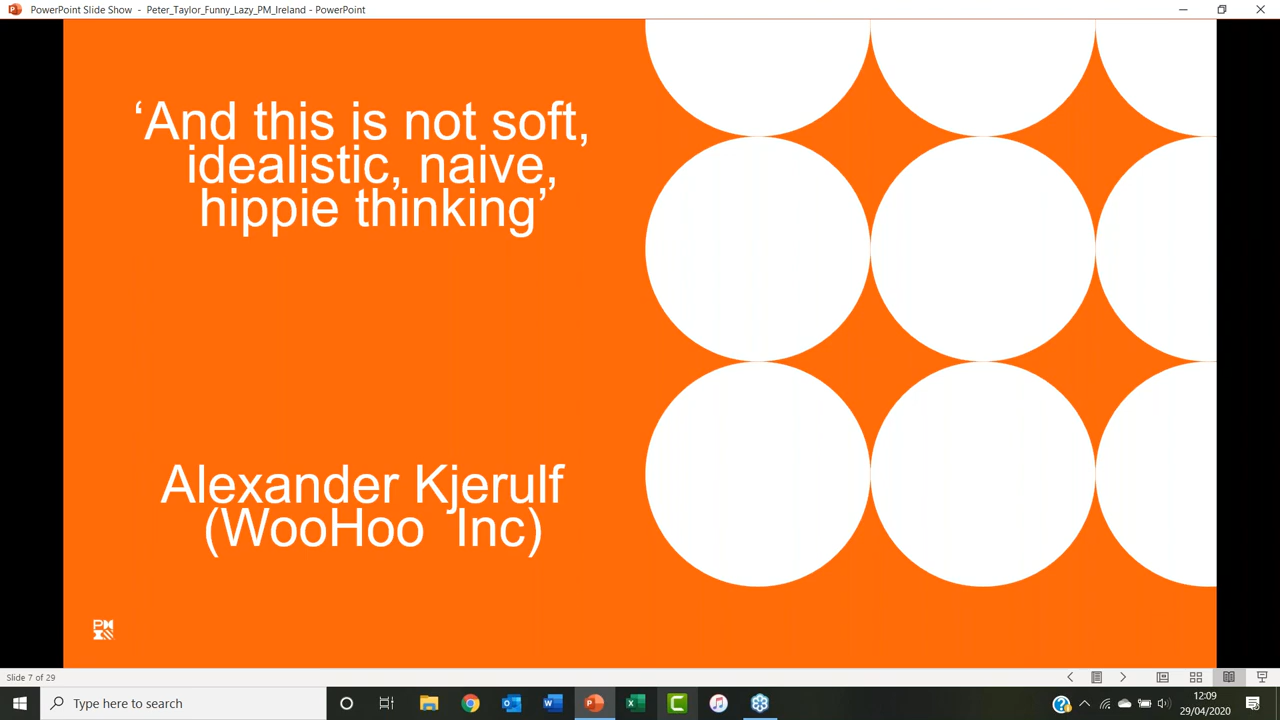 PowerPoint Slide Show - Peter_Taylor_Funny_Lazy_PM_Ireland - PowerPoint
‘And this is not soft,
idealistic, naive,
hippie thinking’
Alexander Kjerulf
(WooHoo Inc)
Slide 7 of 29
Type here to search
12:09
29/04/2020